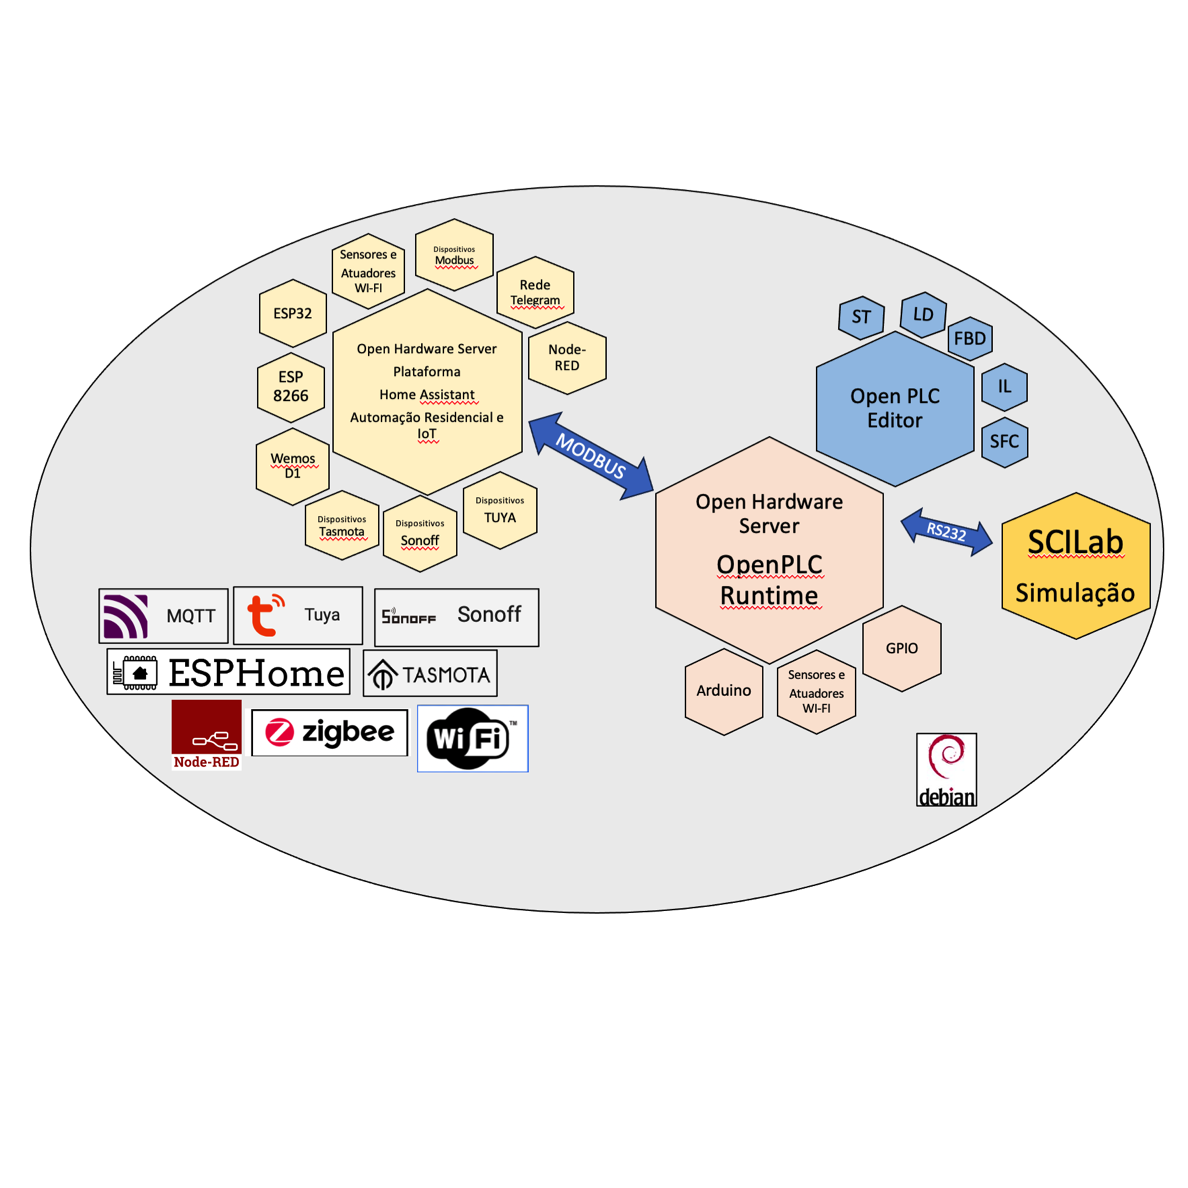 Sensores e
Atuadores
WI-FI
Dispositivos
Modbus
Rede
Telegram
Node-
RED
ESP32
ESP
8266
Wemos
D1
Dispositivos
Tasmota
Dispositivos
Sonoff
Dispositivos
TUYA
Open Hardware Server
Plataforma
Home Assistant
Automação Residencial e
IoT
MODBUS
ST
LD
FBD
IL
SFC
Open PLC
Editor
Open Hardware
Server
OpenPLC
Runtime
RS232
SCILab
Simulação
GPIO
Arduino
Sensores e
Atuadores
WI-FI
MQTT
Tuya
SONOFF
Sonoff
ESPHome
TASMOTA
Node-RED
zigbee
Wi Fi
TM
debian